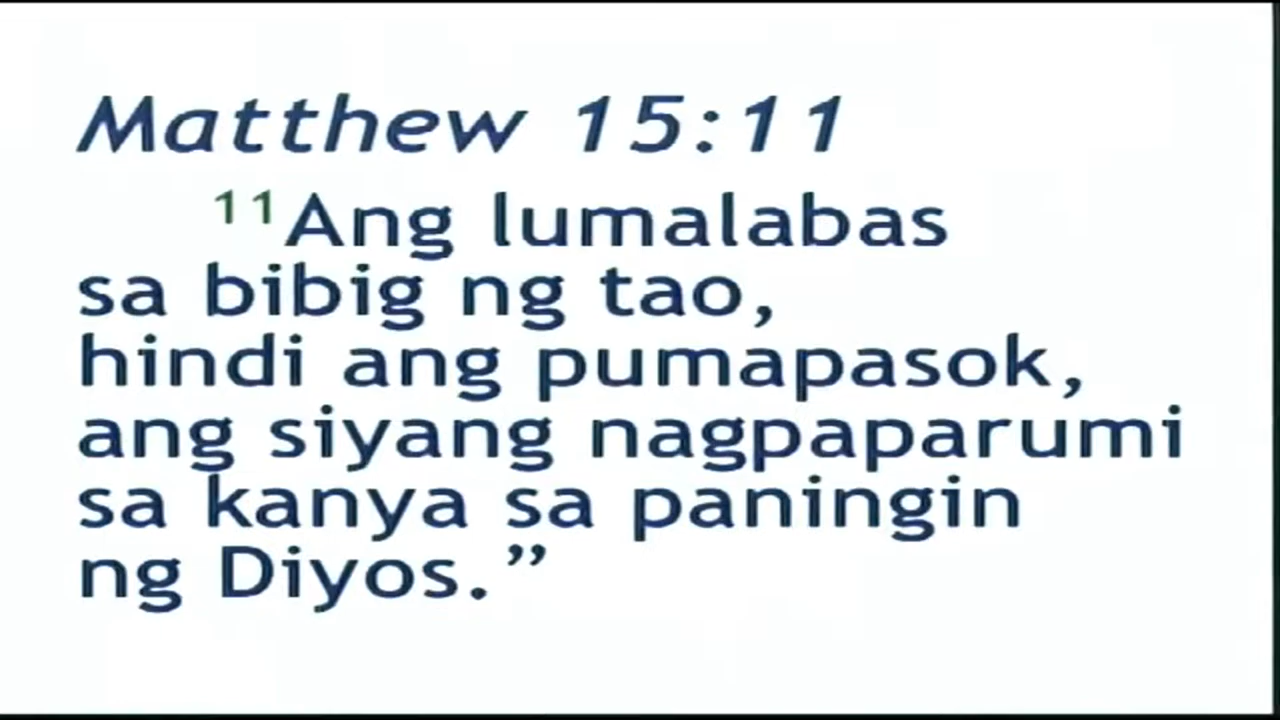 Matthew 15:11
¹¹Ang lumalabas
sa bibig ng tao,
hindi ang pumapasok,
ang siyang nagpaparumi
sa kanya sa paningin
ng Diyos.”